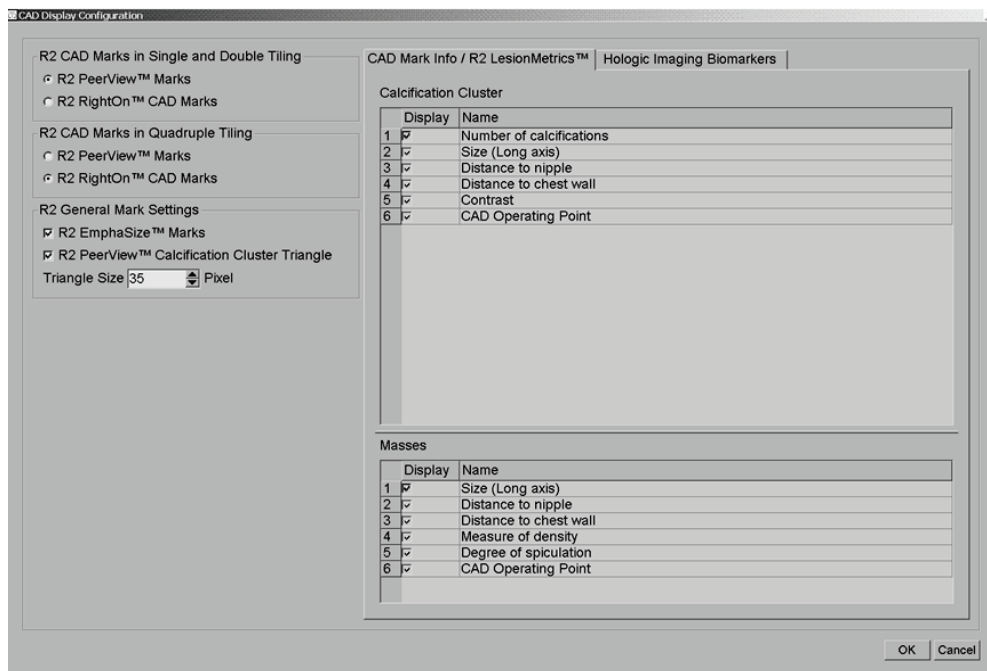 CAD Display Configuration
R2 CAD Marks in Single and Double Tiling
R2 PeerView™ Marks
R2 RightOn™ CAD Marks
R2 CAD Marks in Quadruple Tiling
R2 PeerView™ Marks
R2 RightOn™ CAD Marks
R2 General Mark Settings
R2 EmphaSize™ Marks
R2 PeerView™ Calcification Cluster Triangle
Triangle Size 35 Pixel
CAD Mark Info / R2 LesionMetrics™ Hologic Imaging Biomarkers
Calcification Cluster
Display Name
1 Number of calcifications
2 Size (Long axis)
3 Distance to nipple
4 Distance to chest wall
5 Contrast
6 CAD Operating Point
Masses
Display Name
1 Size (Long axis)
2 Distance to nipple
3 Distance to chest wall
4 Measure of density
5 Degree of spiculation
6 CAD Operating Point
OK Cancel